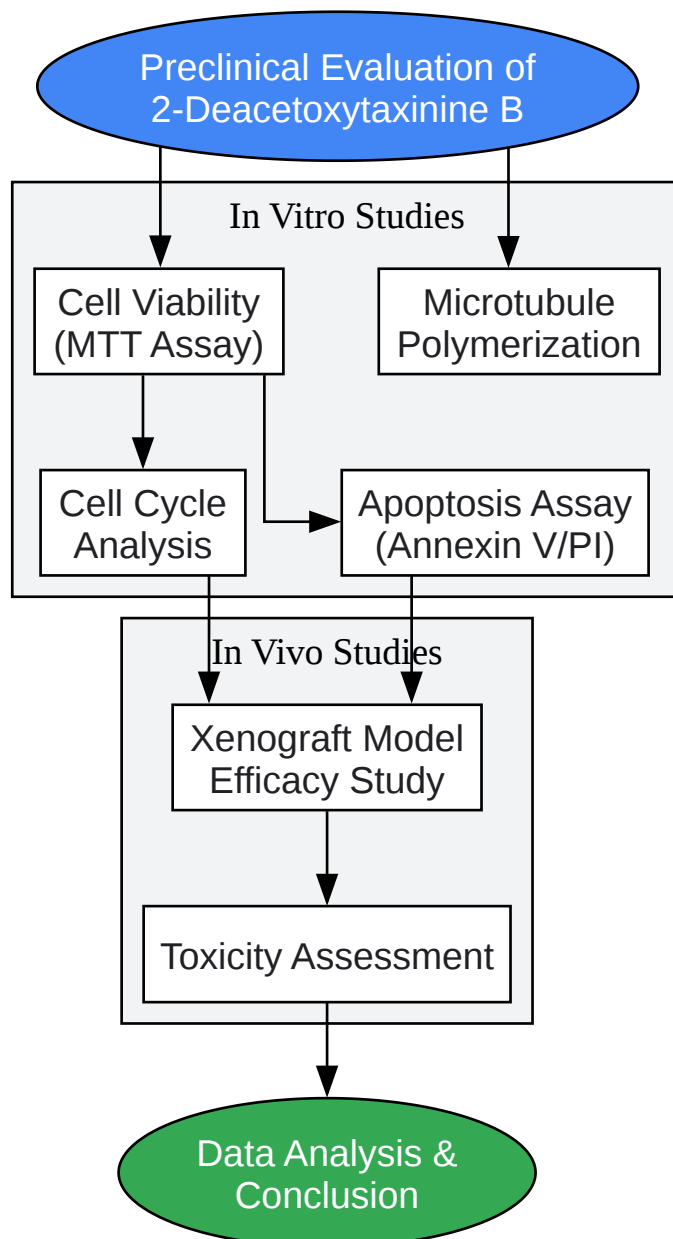 Preclinical Evaluation of
2-Deacetoxytaxinine B
In Vitro Studies
Cell Viability
(MTT Assay)
Microtubule
Polymerization
Cell Cycle
Analysis
Apoptosis Assay
(Annexin V/PI)
In Vivo Studies
Xenograft Model
Efficacy Study
Toxicity Assessment
Data Analysis &
Conclusion